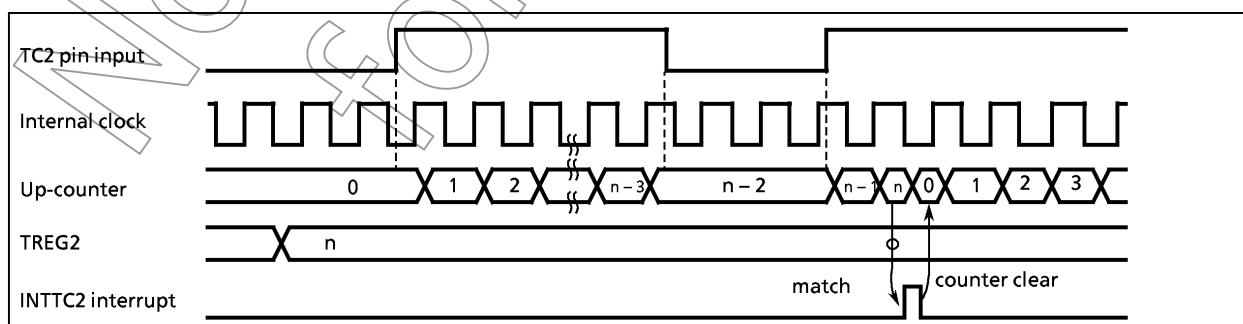 TC2 pin input
Internal clock
Up-counter 0 1 2 n – 3 n – 2 n – 1 n 0 1 2 3
TREG2 n
match counter clear
INTTC2 interrupt